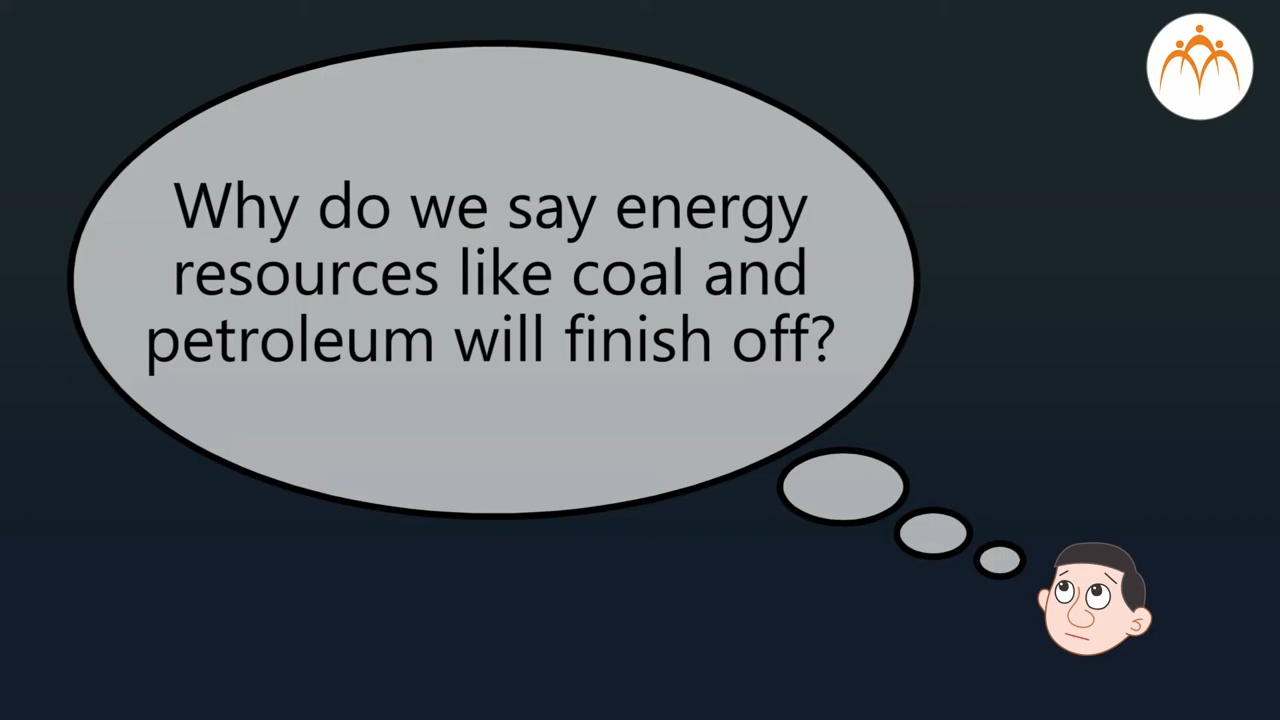 Why do we say energy
resources like coal and
petroleum will finish off?